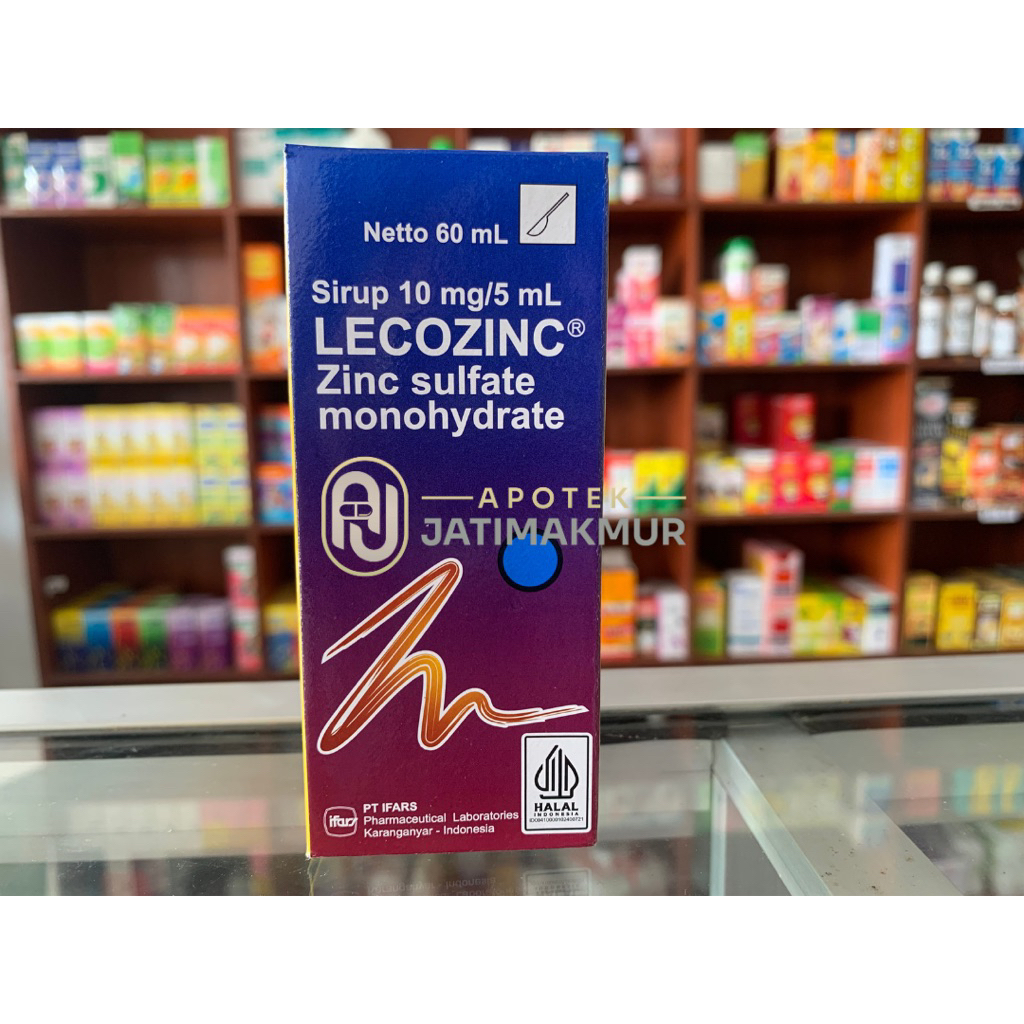 Netto 60 mL
Sirup 10 mg/5 mL
LECOZINC®
Zinc sulfate
monohydrate
APOTEK
JATIMAKMUR
ifars
PT IFARS
Pharmaceutical Laboratories
Karanganyar - Indonesia
HALAL
INDONESIA